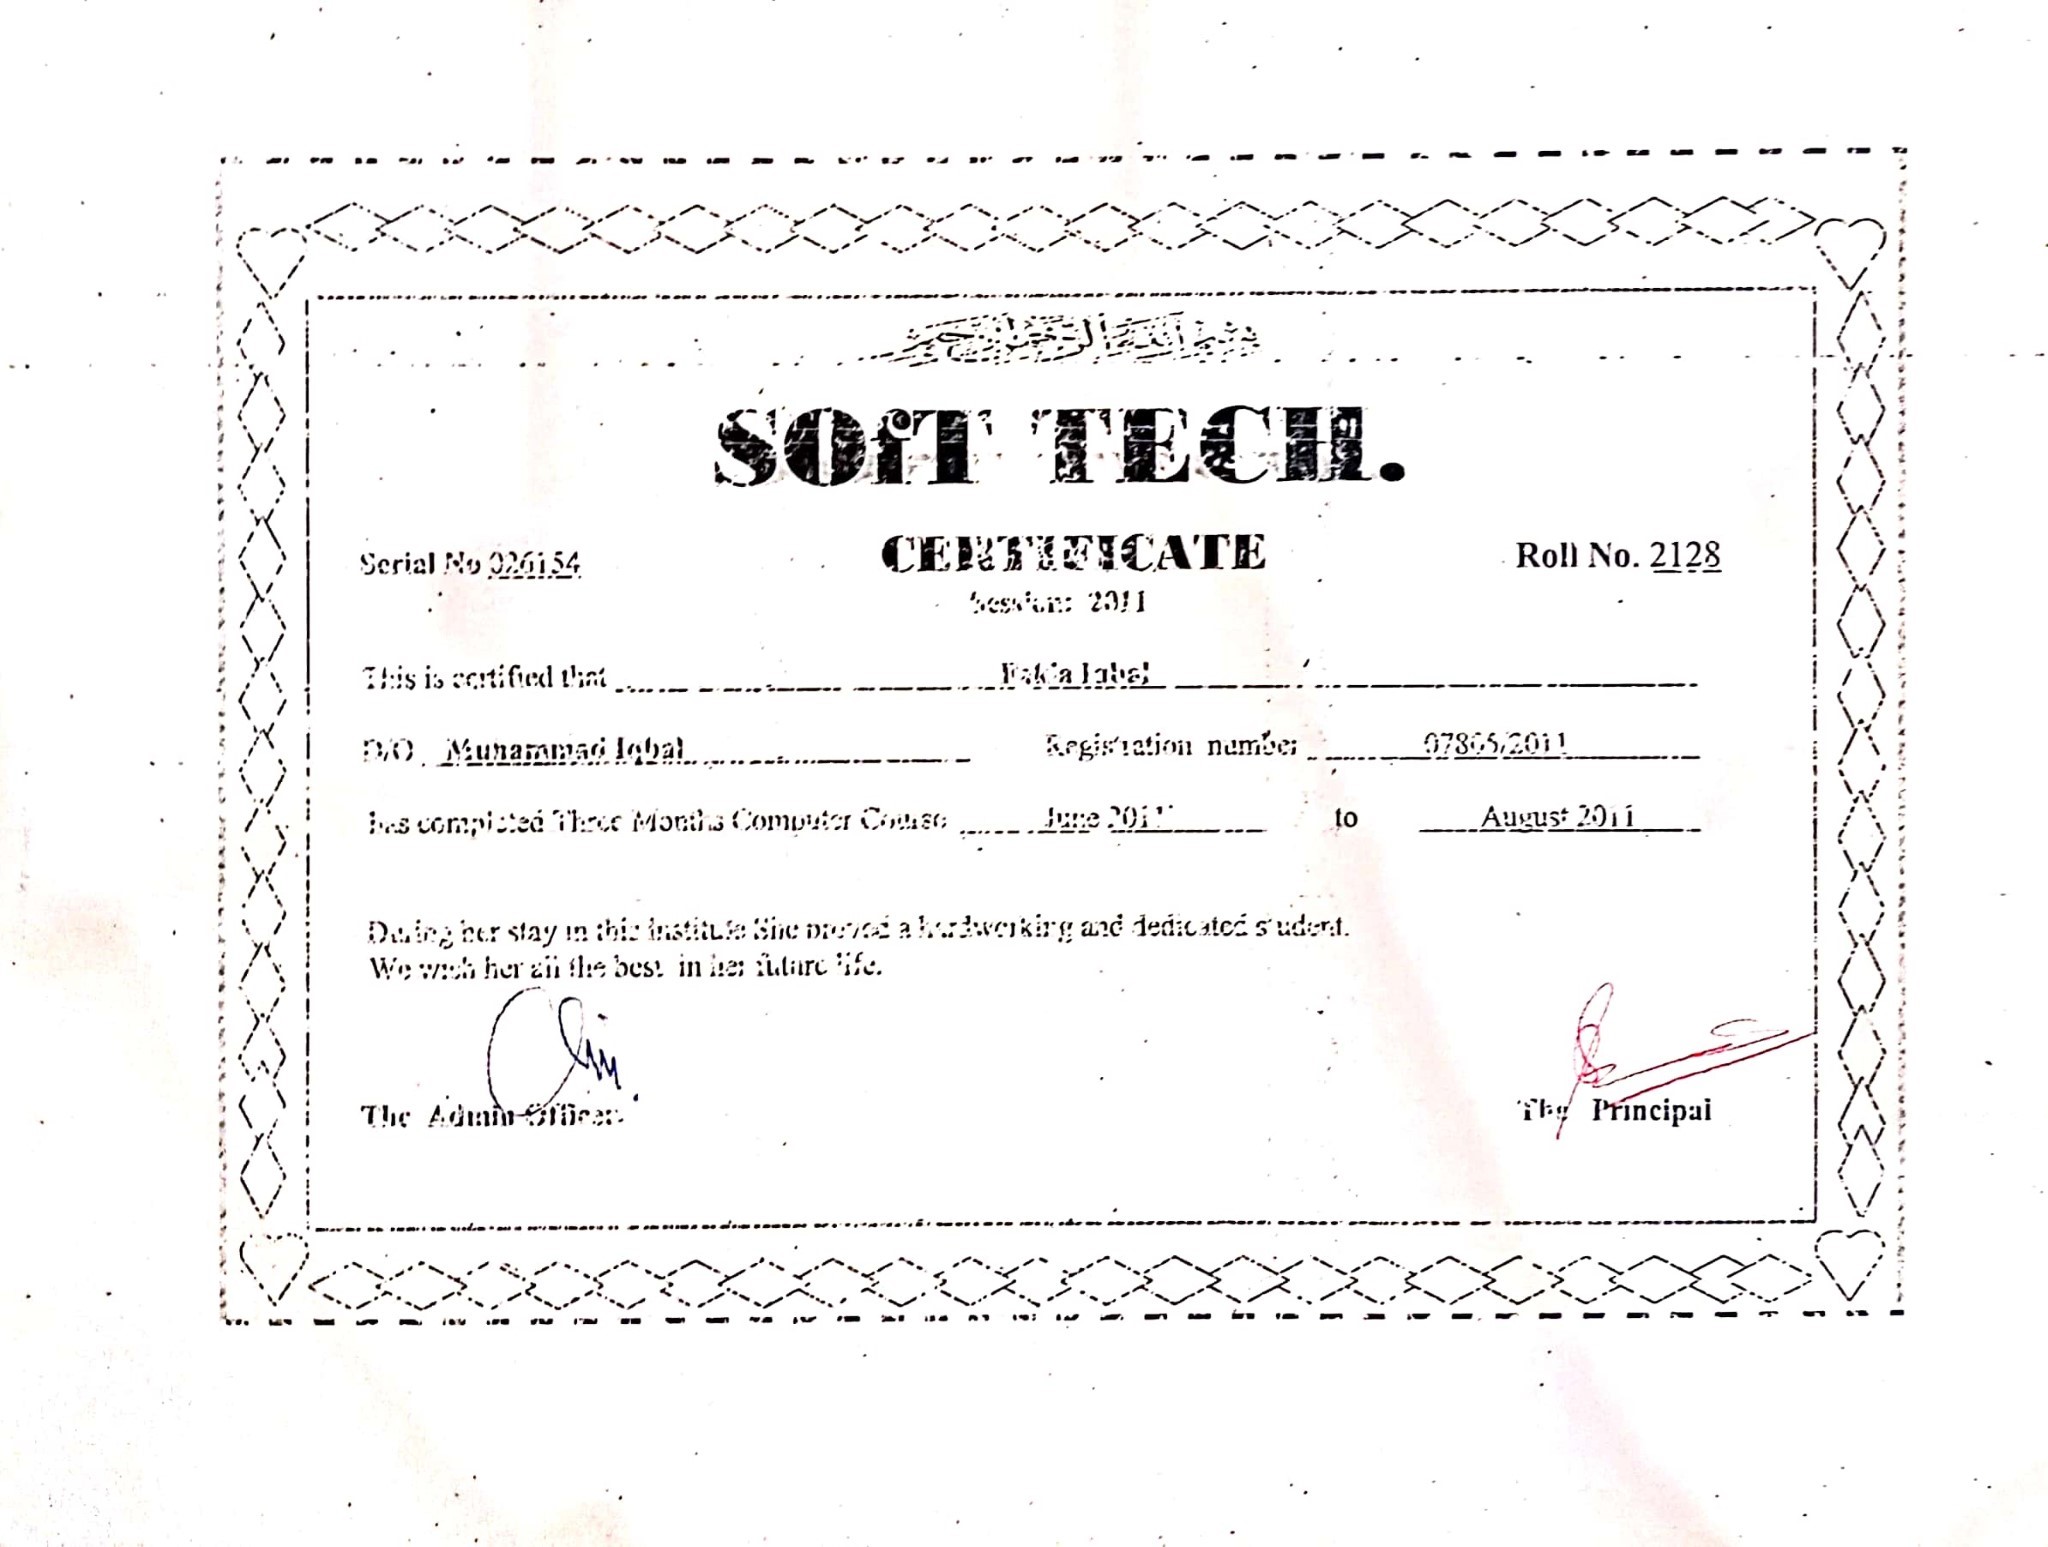 بسم الله الرحمن الرحيم
SOfT TECH.
CERTIFICATE
Serial No 026154
Roll No. 2128
Session: 2011
This is certified that Iqbal
D/O Muhammad Iqbal Registration number
has completed Three Months Computer Course June 2011 to August 2011
During her stay in this institute She proved a hardworking and dedicated student.
We wish her all the best in her future life.
The Admin Officer
The Principal